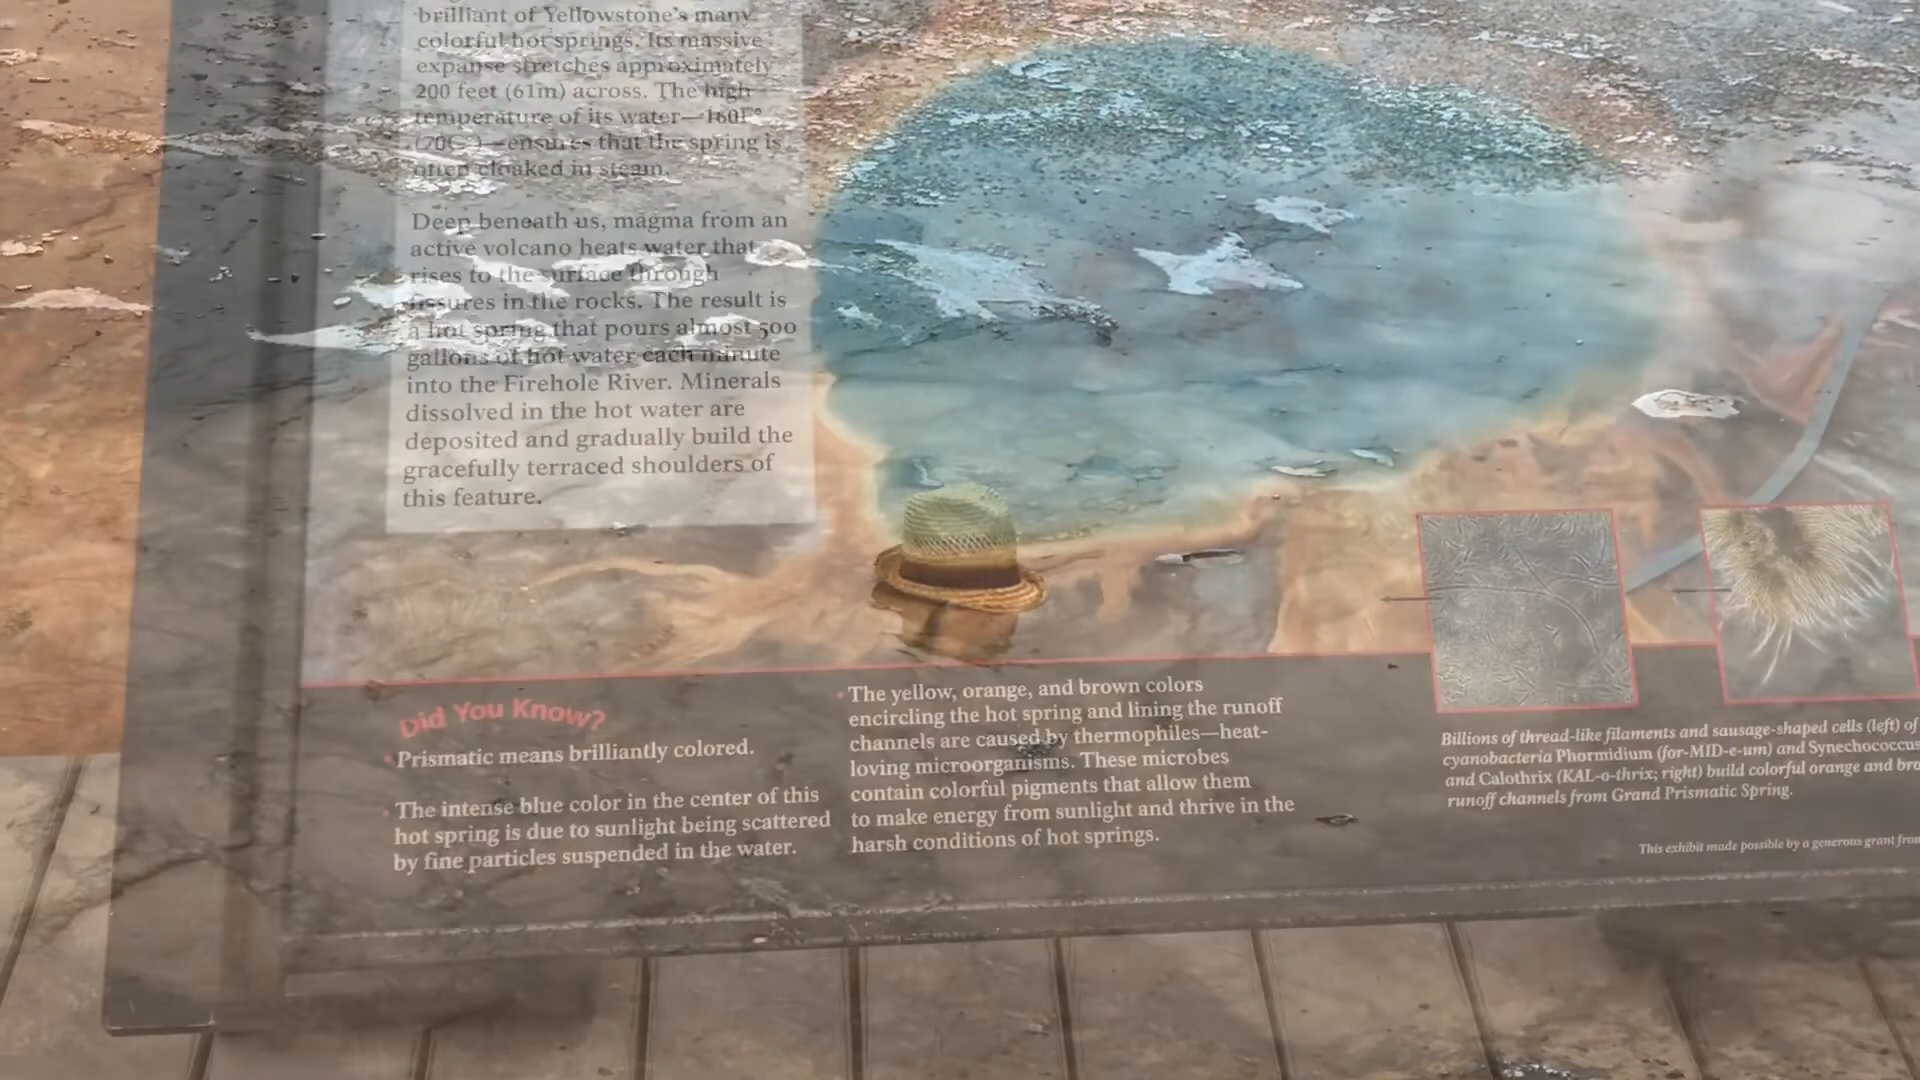 brilliant of Yellowstone's many
colorful hot springs. Its massive
expanse stretches approximately
200 feet (61m) across. The high
temperature of its water—160F°
(70C°)—ensures that the spring is
often cloaked in steam.
Deep beneath us, magma from an
active volcano heats water that
rises to the surface through
fissures in the rocks. The result is
a hot spring that pours almost 500
gallons of hot water each minute
into the Firehole River. Minerals
dissolved in the hot water are
deposited and gradually build the
gracefully terraced shoulders of
this feature.
Did You Know?
• Prismatic means brilliantly colored.
• The intense blue color in the center of this
hot spring is due to sunlight being scattered
by fine particles suspended in the water.
• The yellow, orange, and brown colors
encircling the hot spring and lining the runoff
channels are caused by thermophiles—heat-
loving microorganisms. These microbes
contain colorful pigments that allow them
to make energy from sunlight and thrive in the
harsh conditions of hot springs.
Billions of thread-like filaments and sausage-shaped cells (left) of
cyanobacteria Phormidium (for-MID-e-um) and Synechococcus
and Calothrix (KAL-o-thrix; right) build colorful orange and bro
runoff channels from Grand Prismatic Spring.
This exhibit made possible by a generous grant from